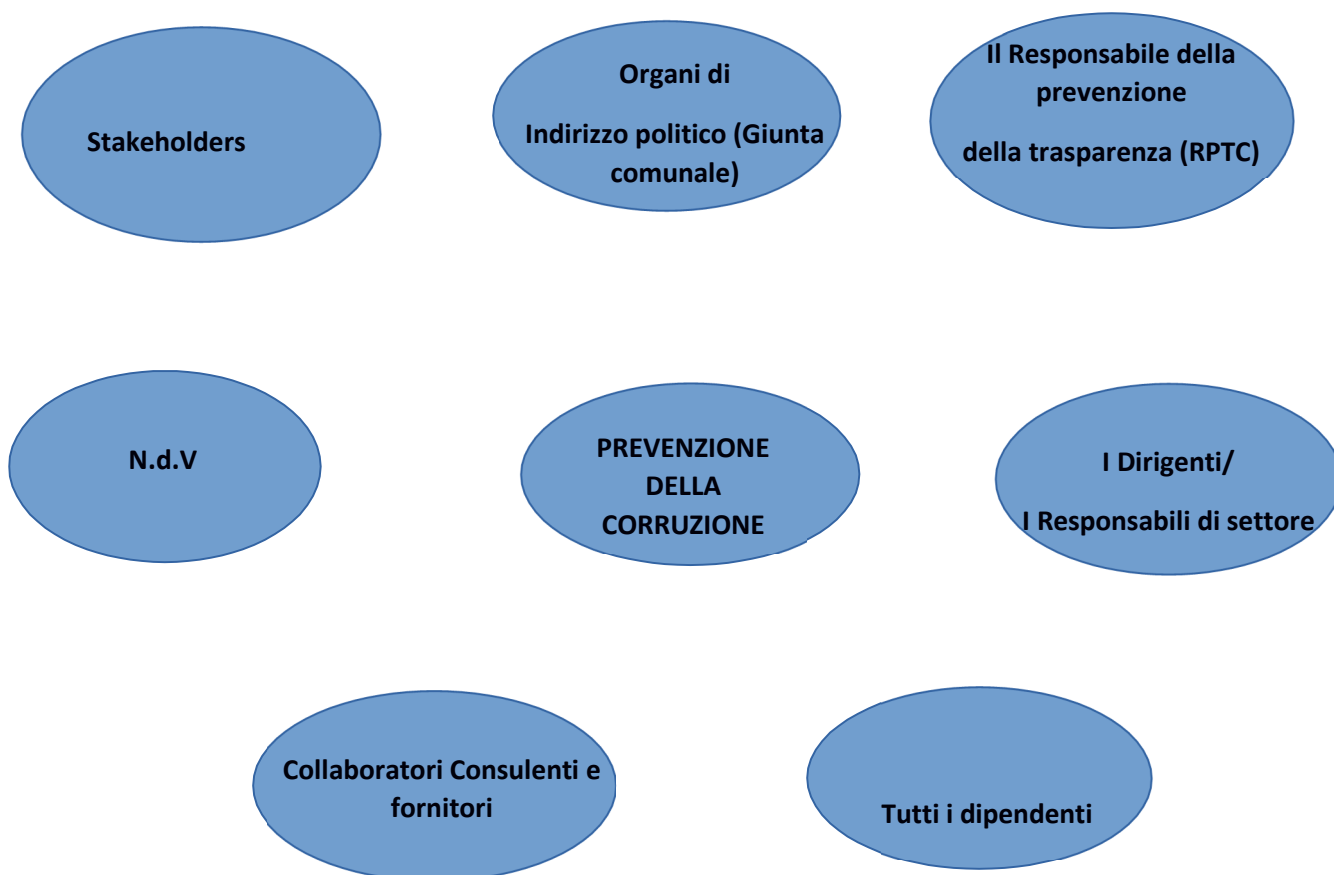 Stakeholders
Organi di
Indirizzo politico (Giunta
comunale)
Il Responsabile della
prevenzione
della trasparenza (RPTC)
N.d.V
PREVENZIONE
DELLA
CORRUZIONE
I Dirigenti/
I Responsabili di settore
Collaboratori Consulenti e
fornitori
Tutti i dipendenti